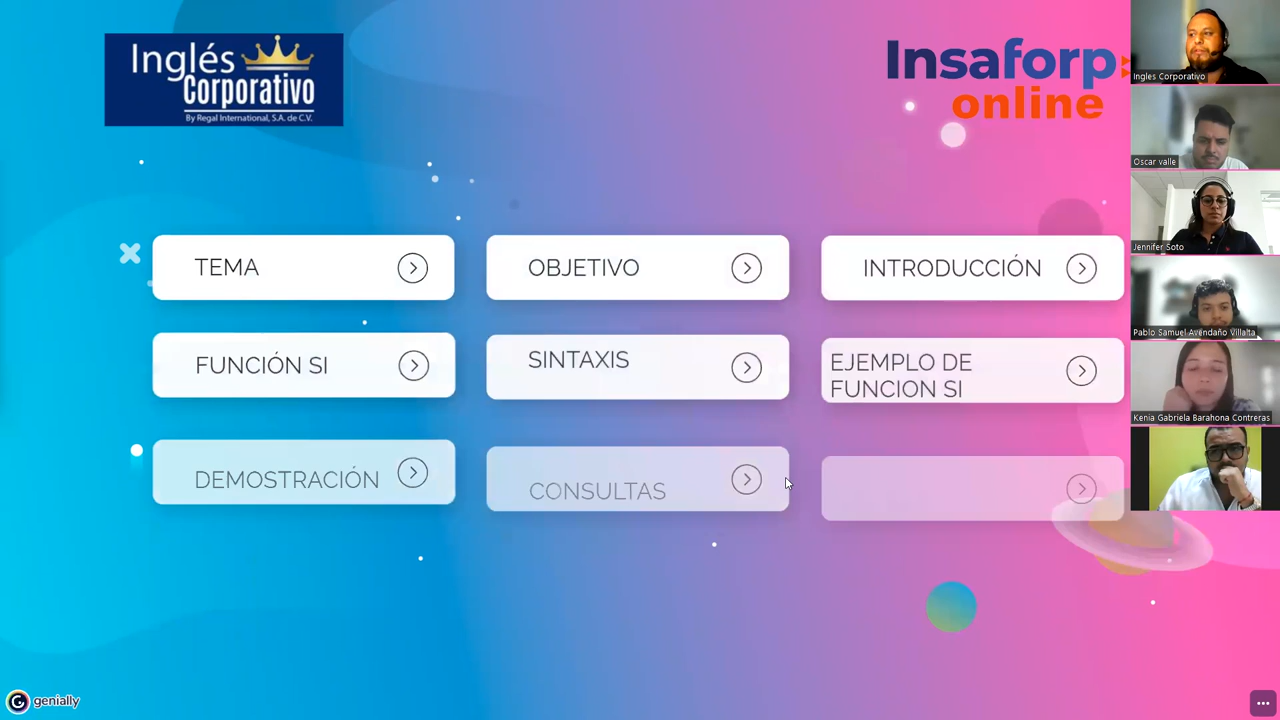 Inglés
Corporativo
By Regal International, S.A. de C.V.
Insaforp
online
TEMA
OBJETIVO
INTRODUCCIÓN
FUNCIÓN SI
SINTAXIS
EJEMPLO DE
FUNCION SI
DEMOSTRACIÓN
CONSULTAS
Ingles Corporativo
Oscar valle
Jennifer Soto
Pablo Samuel Avendaño Villalta
Kenia Gabriela Barahona Contreras
genially